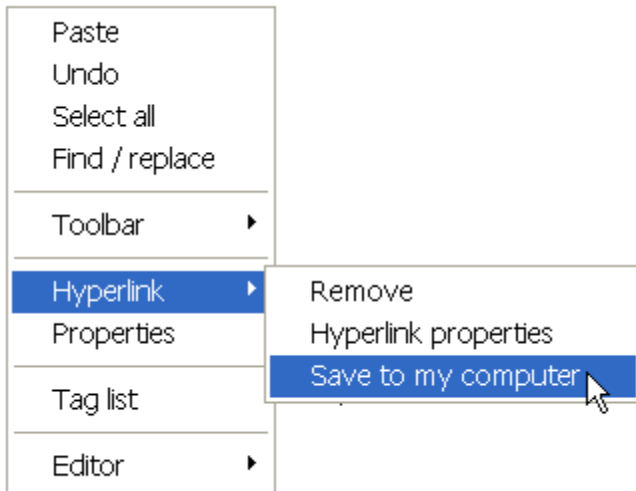 Paste
Undo
Select all
Find / replace
Toolbar
Hyperlink
Remove
Properties
Hyperlink properties
Save to my computer
Tag list
Editor